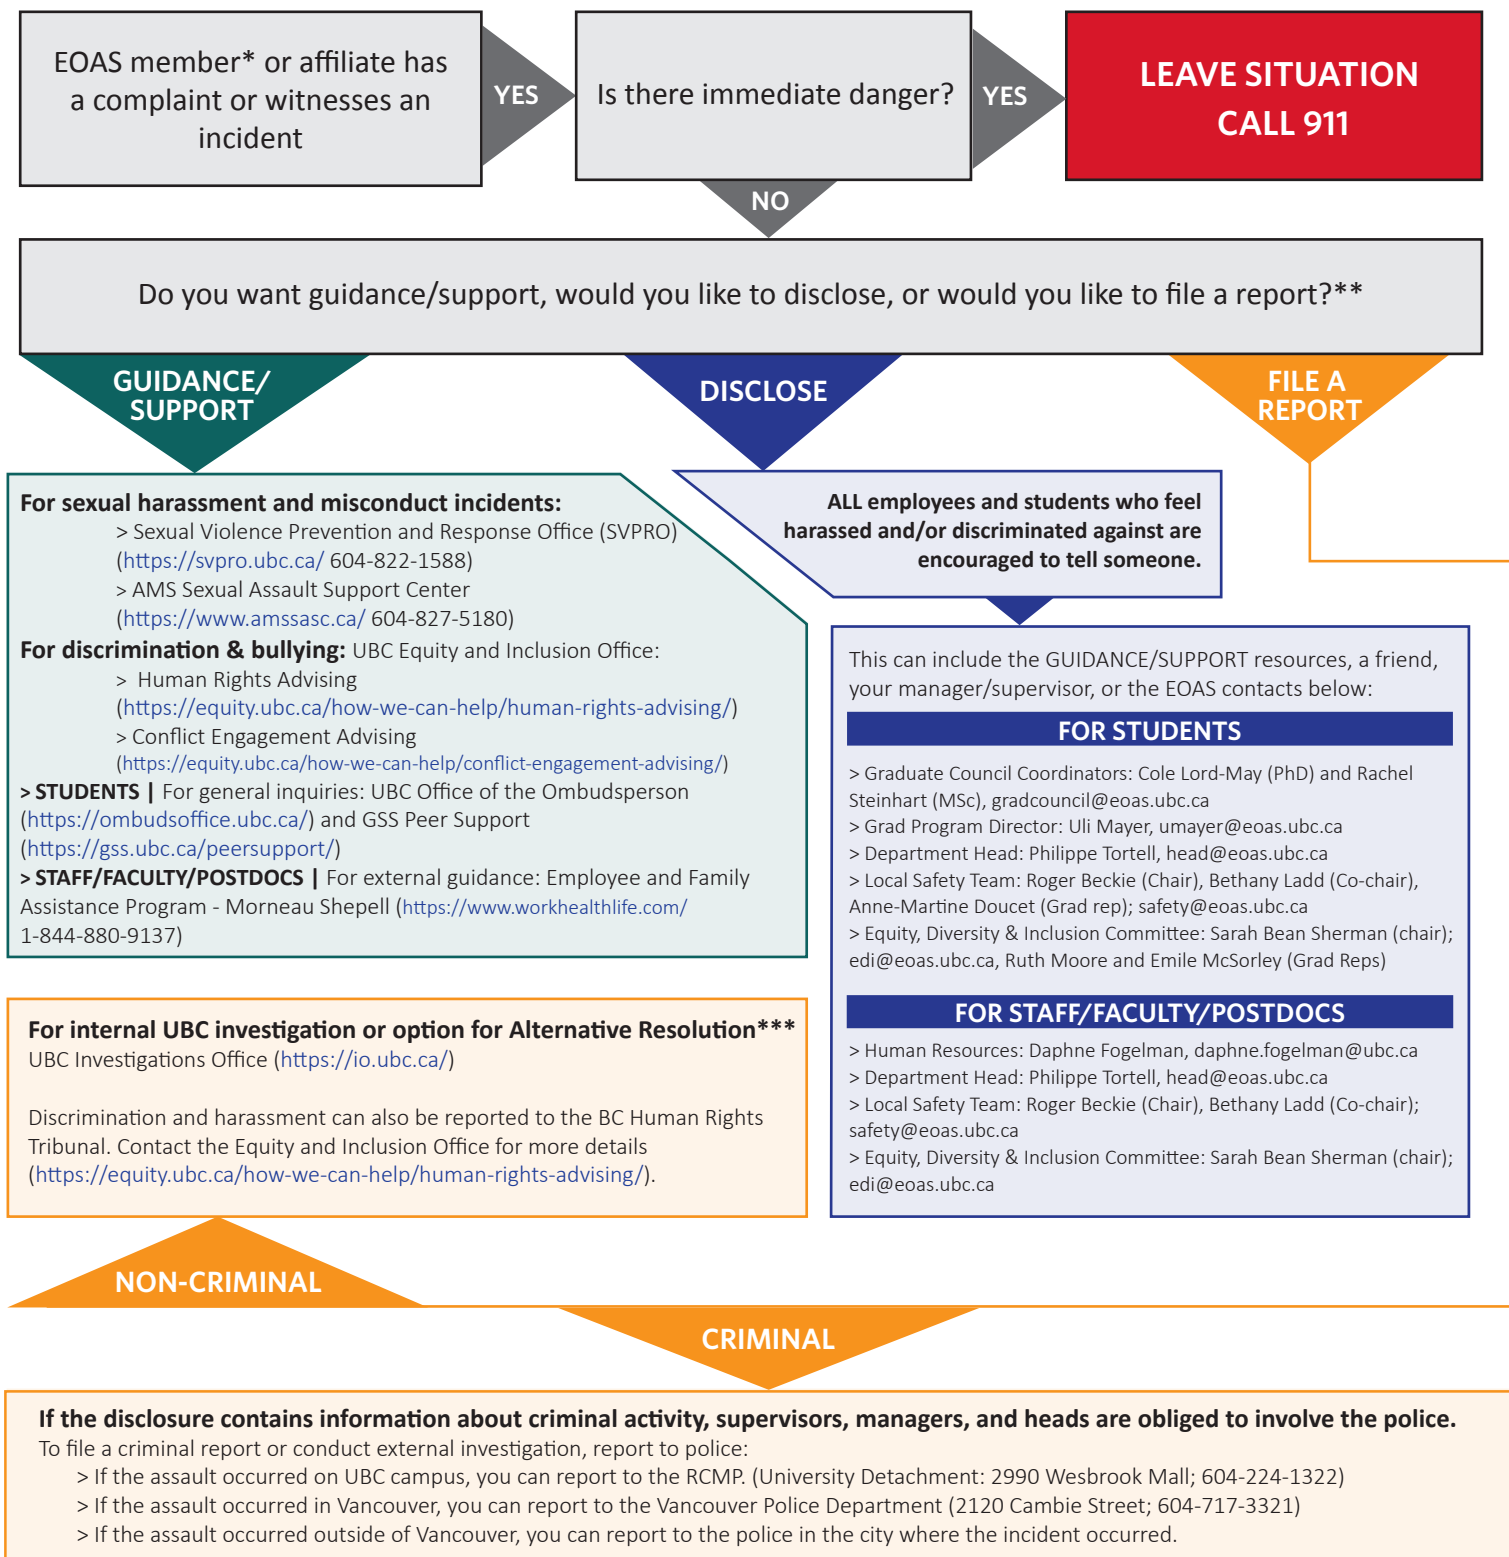 EOAS member* or affiliate has
a complaint or witnesses an
incident
YES
Is there immediate danger?
YES
LEAVE SITUATION
CALL 911
NO
Do you want guidance/support, would you like to disclose, or would you like to file a report?**
GUIDANCE/
SUPPORT
DISCLOSE
FILE A
REPORT
For sexual harassment and misconduct incidents:
> Sexual Violence Prevention and Response Office (SVPRO)
(https://svpro.ubc.ca/ 604-822-1588)
> AMS Sexual Assault Support Center
(https://www.amssasc.ca/ 604-827-5180)
For discrimination & bullying: UBC Equity and Inclusion Office:
> Human Rights Advising
(https://equity.ubc.ca/how-we-can-help/human-rights-advising/)
> Conflict Engagement Advising
(https://equity.ubc.ca/how-we-can-help/conflict-engagement-advising/)
> STUDENTS | For general inquiries: UBC Office of the Ombudsperson
(https://ombudsoffice.ubc.ca/) and GSS Peer Support
(https://gss.ubc.ca/peersupport/)
> STAFF/FACULTY/POSTDOCS | For external guidance: Employee and Family
Assistance Program - Morneau Shepell (https://www.workhealthlife.com/
1-844-880-9137)
ALL employees and students who feel
harassed and/or discriminated against are
encouraged to tell someone.
This can include the GUIDANCE/SUPPORT resources, a friend,
your manager/supervisor, or the EOAS contacts below:
FOR STUDENTS
> Graduate Council Coordinators: Cole Lord-May (PhD) and Rachel
Steinhart (MSc), gradcouncil@eoas.ubc.ca
> Grad Program Director: Uli Mayer, umayer@eoas.ubc.ca
> Department Head: Philippe Tortell, head@eoas.ubc.ca
> Local Safety Team: Roger Beckie (Chair), Bethany Ladd (Co-chair),
Anne-Martine Doucet (Grad rep); safety@eoas.ubc.ca
> Equity, Diversity & Inclusion Committee: Sarah Bean Sherman (chair);
edi@eoas.ubc.ca, Ruth Moore and Emile McSorley (Grad Reps)
FOR STAFF/FACULTY/POSTDOCS
> Human Resources: Daphne Fogelman, daphne.fogelman@ubc.ca
> Department Head: Philippe Tortell, head@eoas.ubc.ca
> Local Safety Team: Roger Beckie (Chair), Bethany Ladd (Co-chair);
safety@eoas.ubc.ca
> Equity, Diversity & Inclusion Committee: Sarah Bean Sherman (chair);
edi@eoas.ubc.ca
For internal UBC investigation or option for Alternative Resolution***
UBC Investigations Office (https://io.ubc.ca/)
Discrimination and harassment can also be reported to the BC Human Rights
Tribunal. Contact the Equity and Inclusion Office for more details
(https://equity.ubc.ca/how-we-can-help/human-rights-advising/).
NON-CRIMINAL
CRIMINAL
If the disclosure contains information about criminal activity, supervisors, managers, and heads are obliged to involve the police.
To file a criminal report or conduct external investigation, report to police:
> If the assault occurred on UBC campus, you can report to the RCMP. (University Detachment: 2990 Wesbrook Mall; 604-224-1322)
> If the assault occurred in Vancouver, you can report to the Vancouver Police Department (2120 Cambie Street; 604-717-3321)
> If the assault occurred outside of Vancouver, you can report to the police in the city where the incident occurred.